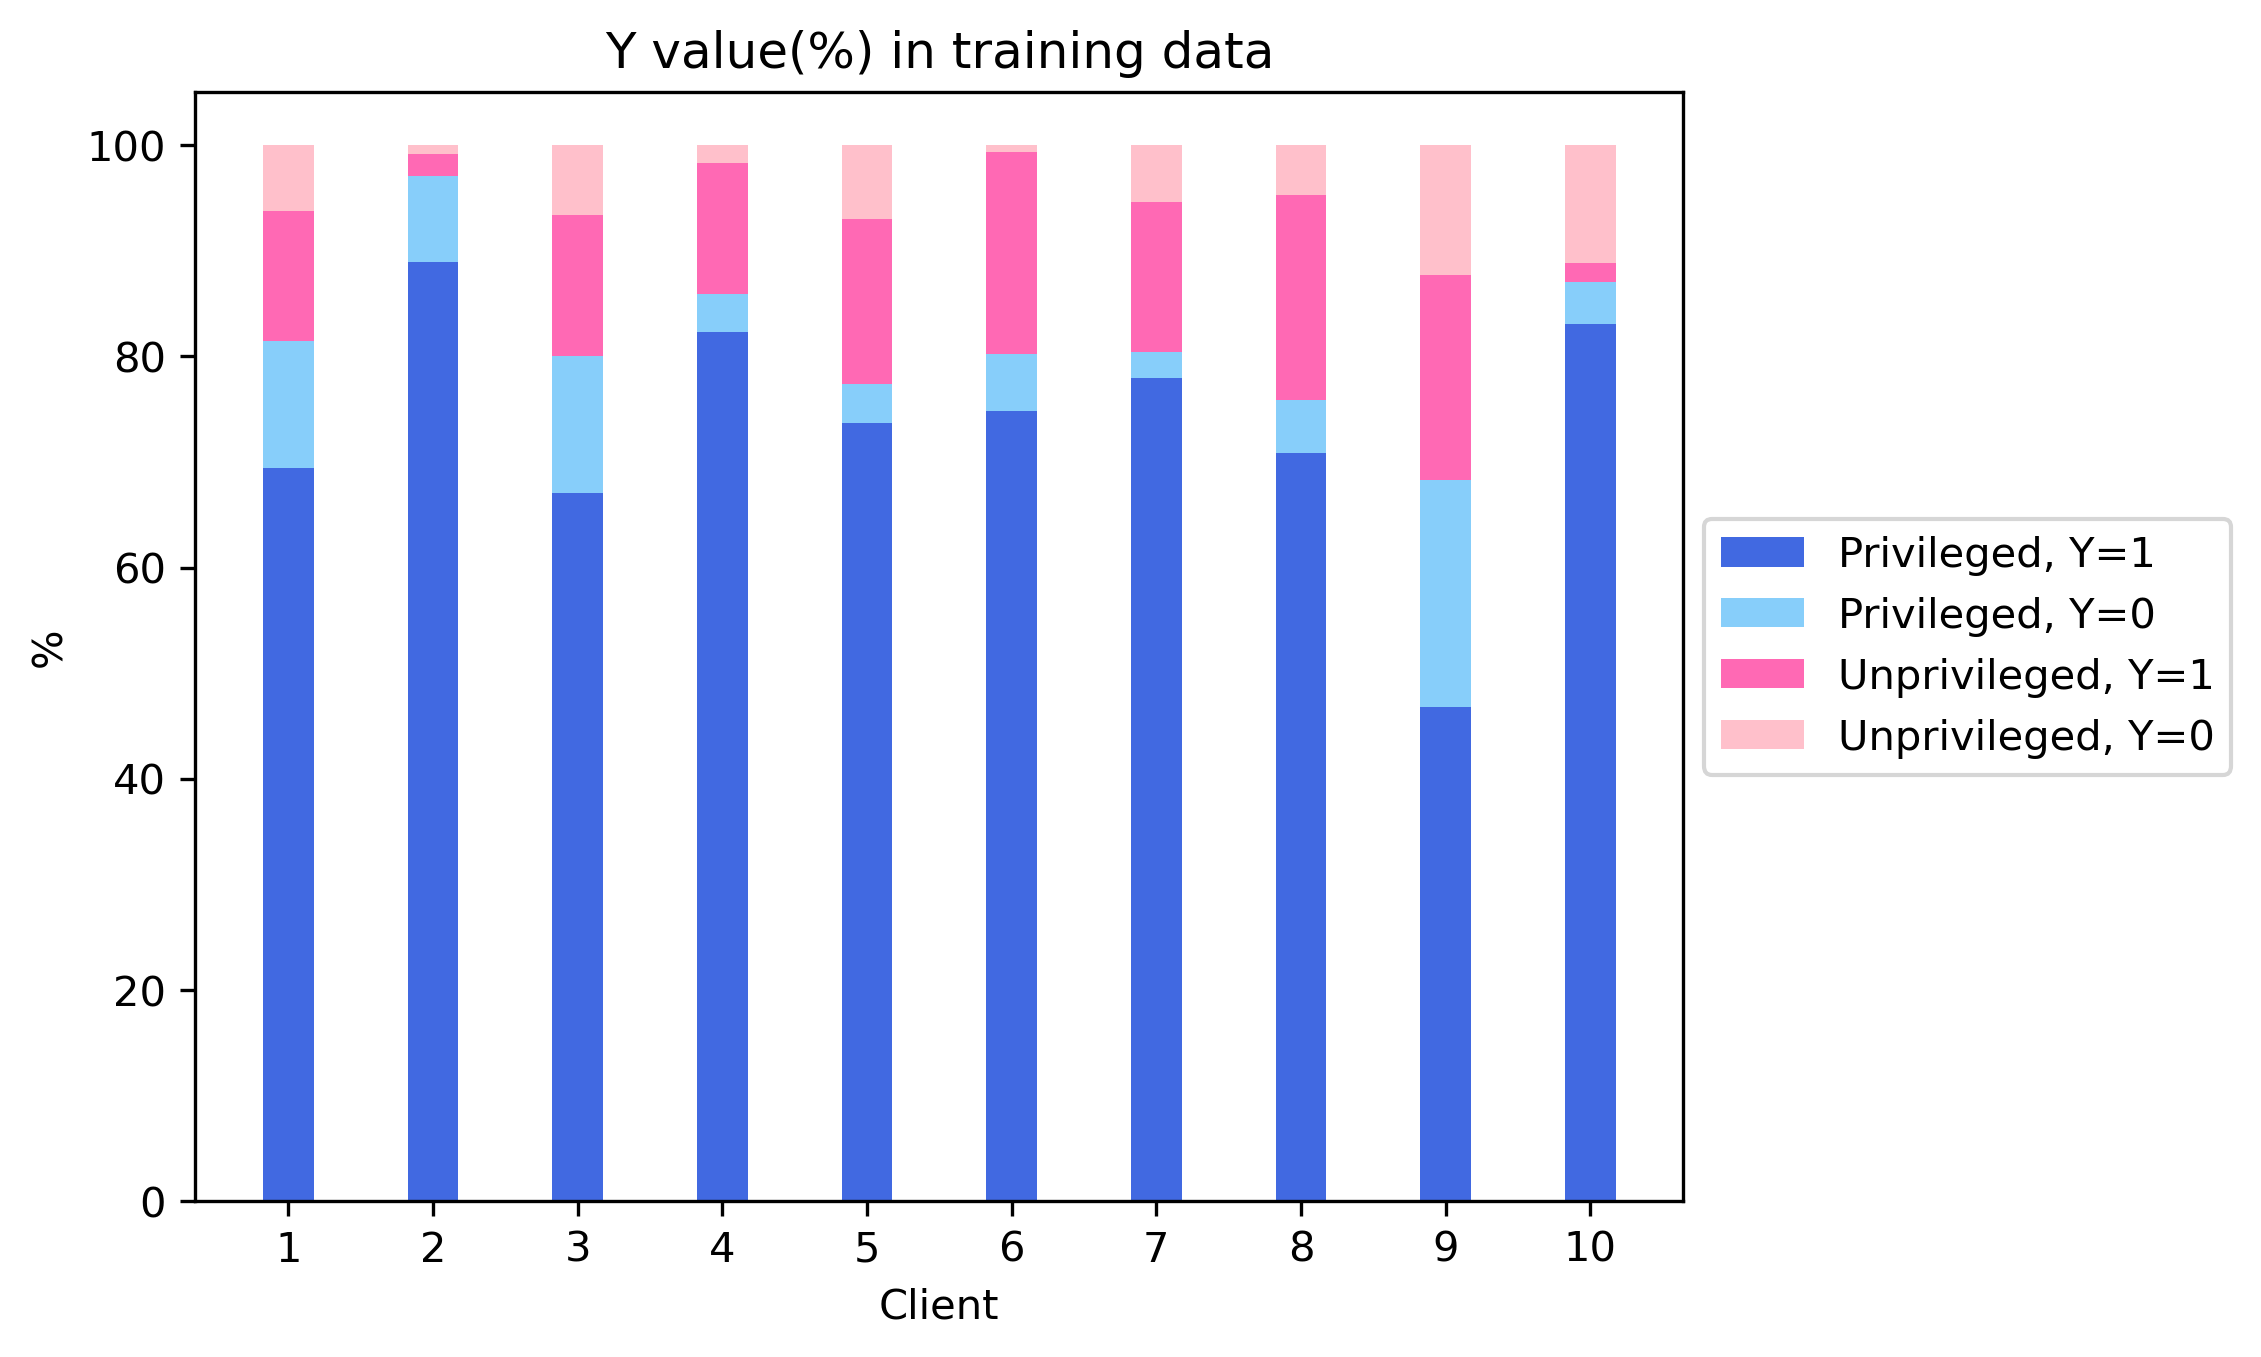 Y value(%) in training data
100
80
60
40
20
0
%
1 2 3 4 5 6 7 8 9 10
Client
Privileged, Y=1
Privileged, Y=0
Unprivileged, Y=1
Unprivileged, Y=0